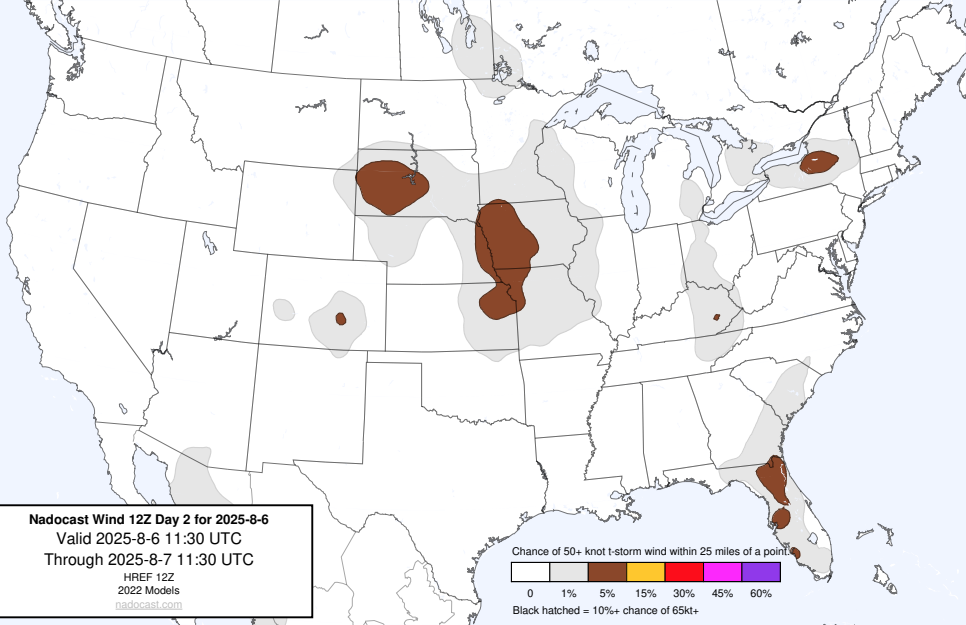 Nadocast Wind 12Z Day 2 for 2025-8-6
Valid 2025-8-6 11:30 UTC
Through 2025-8-7 11:30 UTC
HREF 12Z
2022 Models
nadocast.com
Chance of 50+ knot t-storm wind within 25 miles of a point.
0 1% 5% 15% 30% 45% 60%
Black hatched = 10%+ chance of 65kt+